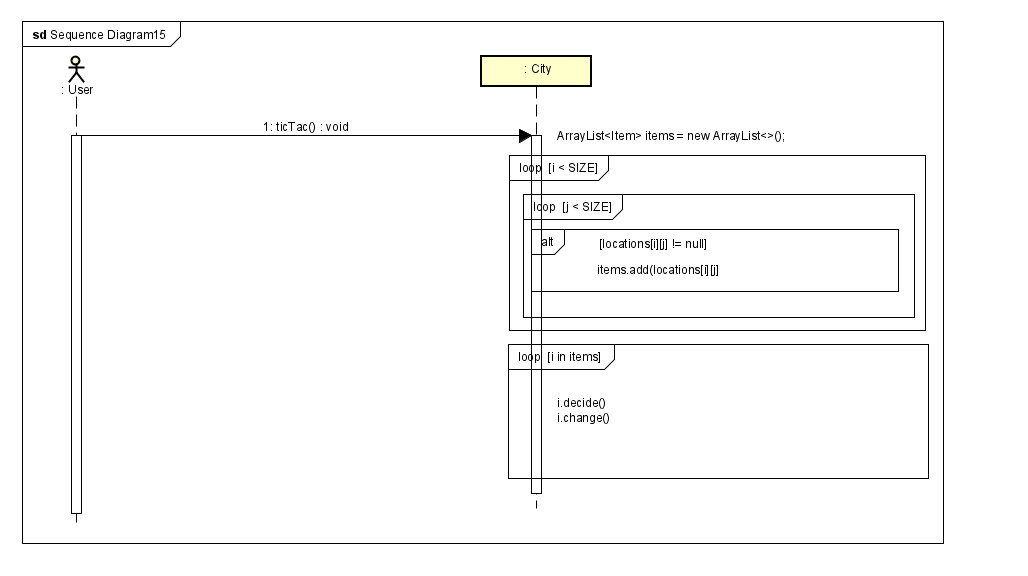 sd Sequence Diagram15
: User
: City
1: ticTac() : void
ArrayList<Item> items = new ArrayList<>();
loop [i < SIZE]
loop [j < SIZE]
alt [locations[i][j] != null]
items.add(locations[i][j]
loop [i in items]
i.decide()
i.change()